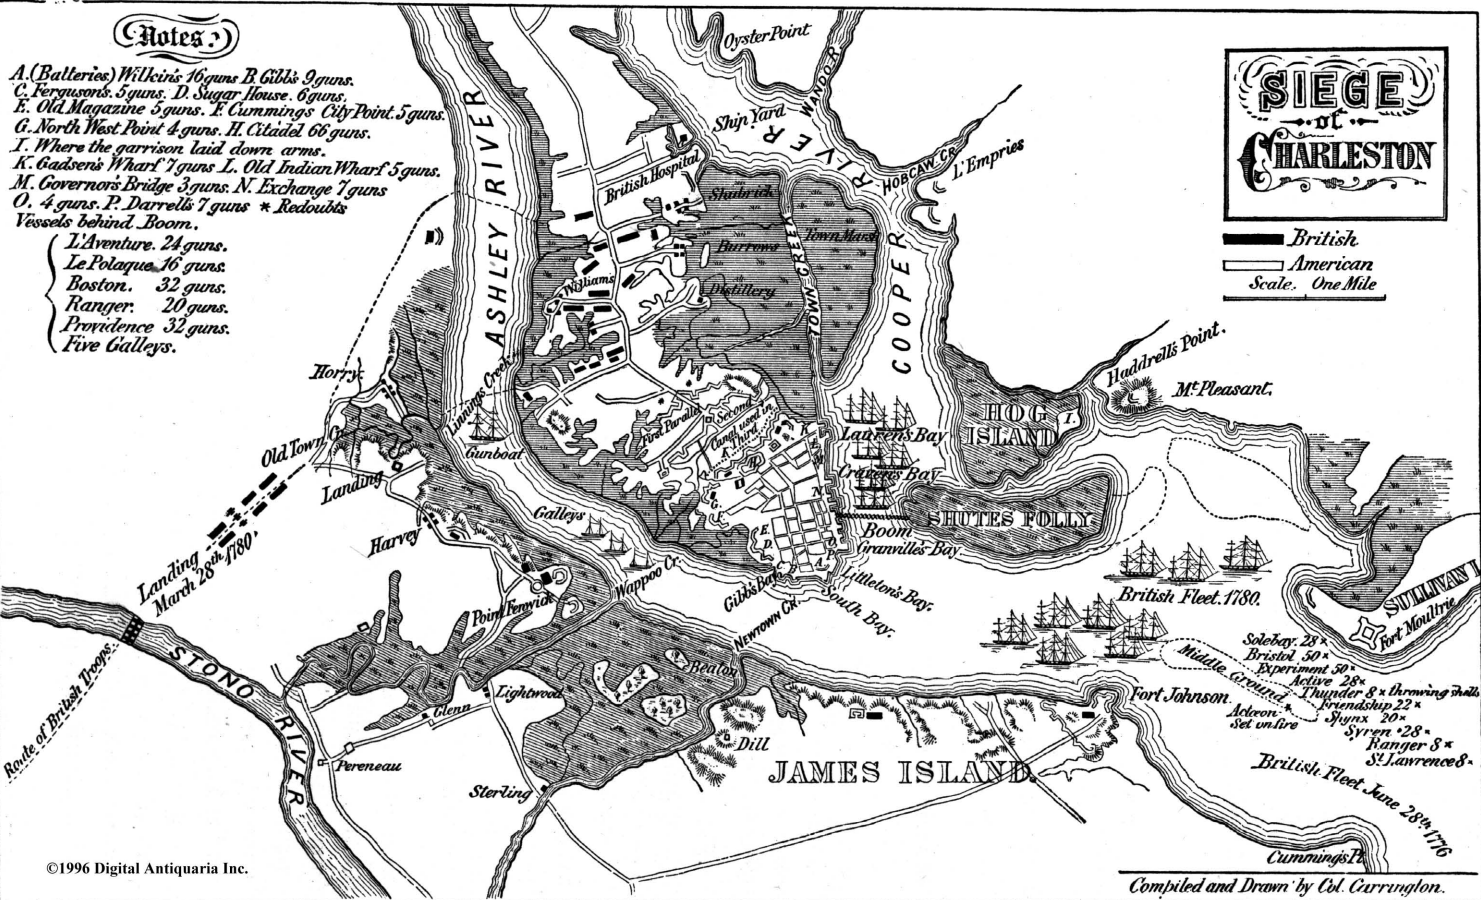 Notes.
A. (Batteries) Wilkin's 16 guns B. Gibb's 9 guns.
C. Ferguson's. 5 guns. D. Sugar House. 6 guns.
E. Old Magazine 5 guns. F. Cummings City Point. 5 guns.
G. North West Point 4 guns. H. Citadel 66 guns.
I. Where the garrison laid down arms.
K. Gadsen's Wharf 7 guns L. Old Indian Wharf 5 guns.
M. Governor's Bridge 3 guns. N. Exchange 7 guns
O. 4 guns. P. Darrell's 7 guns * Redoubts
Vessels behind Boom.
L'Aventure. 24 guns.
Le Polaque 16 guns.
Boston. 32 guns.
Ranger. 20 guns.
Providence 32 guns.
Five Galleys.
SIEGE
of
CHARLESTON
British
American
Scale. One Mile
Oyster Point
WANDO R.
Ship Yard
RIVER
HOBCAW CR.
L'Empries
British Hospital
Shubrick
Burrows
Town Marsh
TOWN CREEK
COOPER
ASHLEY RIVER
Williams
Distillery
Horry
Linnings Creek
Gunboat
First Parallel
Second
Canal used in
Third
Old Town Cr.
Landing
Landing
March 28th 1780
Harvey
Galleys
Haddrell's Point.
Mt Pleasant.
HOG
ISLAND
I.
Lauren's Bay
Craven's Bay
SHUTES FOLLY.
Boom
Granville's Bay
K
L
M
N
H
G
F.
E.
D.
O
P
A
Gibb's Bay
Littleton's Bay.
South Bay.
Wappoo Cr.
Point Fenwick
NEWTOWN CR.
British Fleet. 1780.
SULLIVAN I.
Fort Moultrie
Middle Ground
Solebay. 28 ×
Bristol 50 ×
Experiment 50 ×
Active 28 ×
Thunder 8 × throwing shells
Friendship 22 ×
Sphynx 20 ×
Syren 28 ×
Ranger 8 ×
St Lawrence 8 ×
Acteon
Set on fire
British Fleet June 28th 1776
Fort Johnson.
Beaton
Lightwood
Glenn
Pereneau
Sterling
Dill
JAMES ISLAND.
STONO RIVER
Route of British Troops
Cummings Pt.
©1996 Digital Antiquaria Inc.
Compiled and Drawn by Col. Carrington.